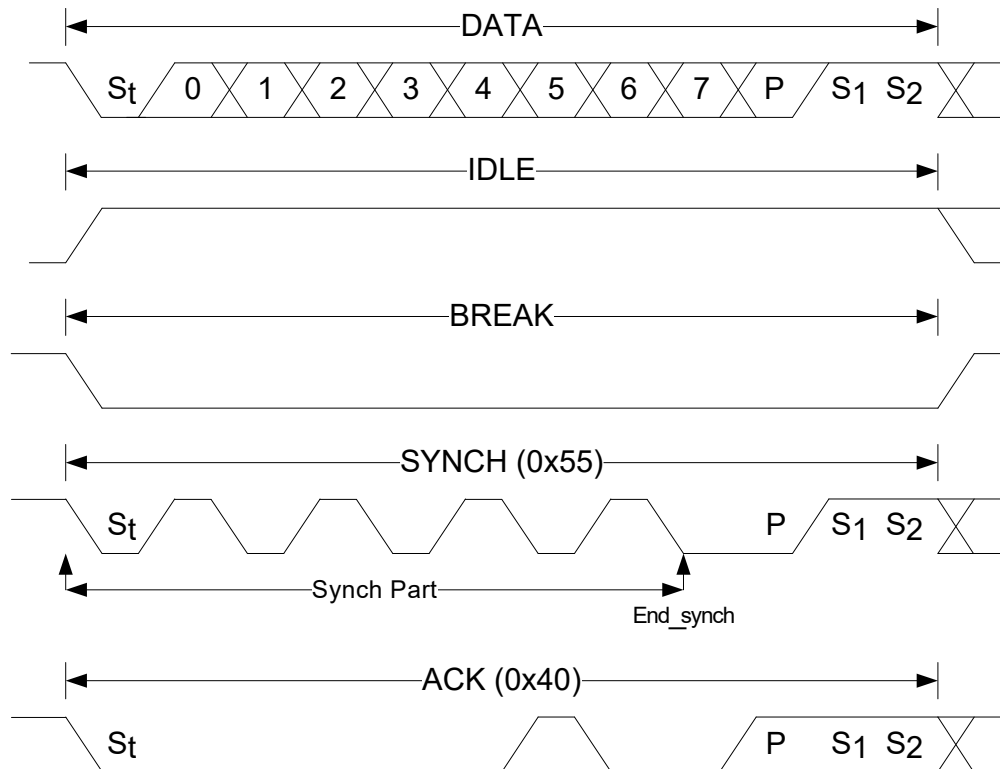 DATA
St 0 1 2 3 4 5 6 7 P S1 S2
IDLE
BREAK
SYNCH (0x55)
St P S1 S2
Synch Part
End_synch
ACK (0x40)
St P S1 S2